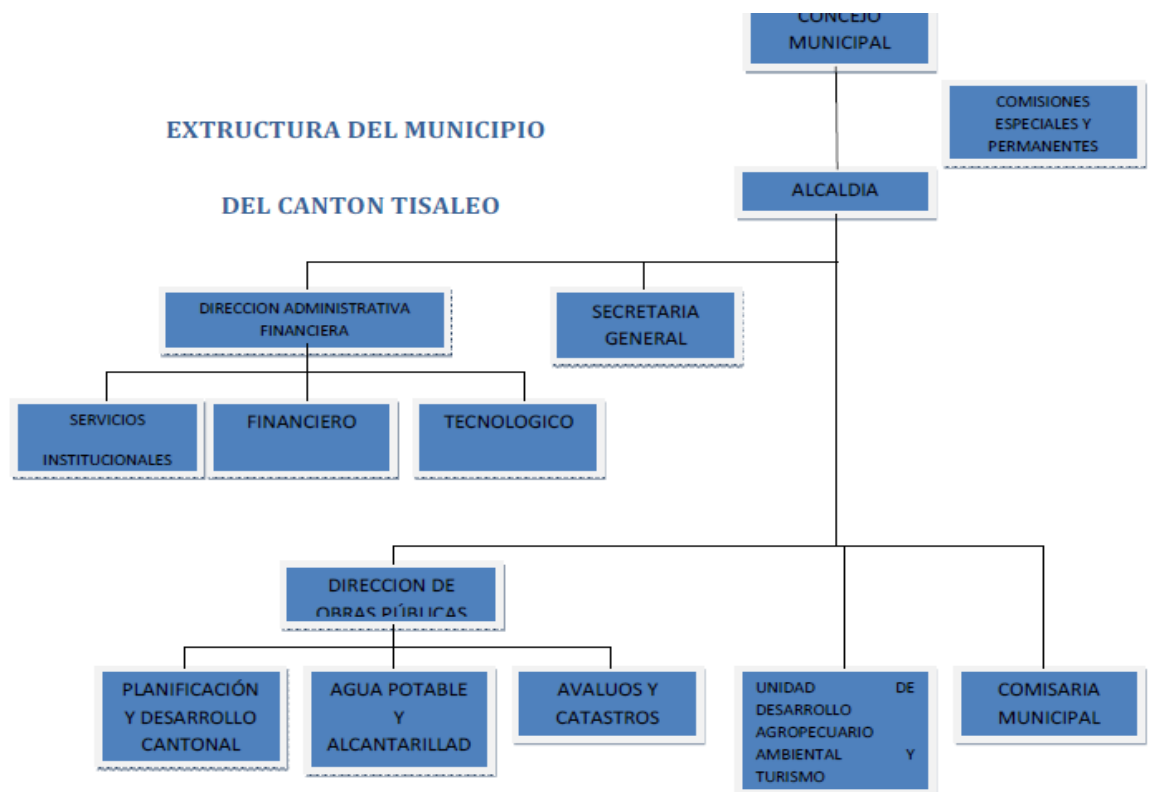 CONCEJO
MUNICIPAL
COMISIONES
ESPECIALES Y
PERMANENTES
EXTRUCTURA DEL MUNICIPIO
DEL CANTON TISALEO
ALCALDIA
DIRECCION ADMINISTRATIVA
FINANCIERA
SECRETARIA
GENERAL
SERVICIOS
INSTITUCIONALES
FINANCIERO
TECNOLOGICO
DIRECCION DE
OBRAS PÚBLICAS
PLANIFICACIÓN
Y DESARROLLO
CANTONAL
AGUA POTABLE
Y
ALCANTARILLAD
AVALUOS Y
CATASTROS
UNIDAD DE
DESARROLLO
AGROPECUARIO
AMBIENTAL Y
TURISMO
COMISARIA
MUNICIPAL